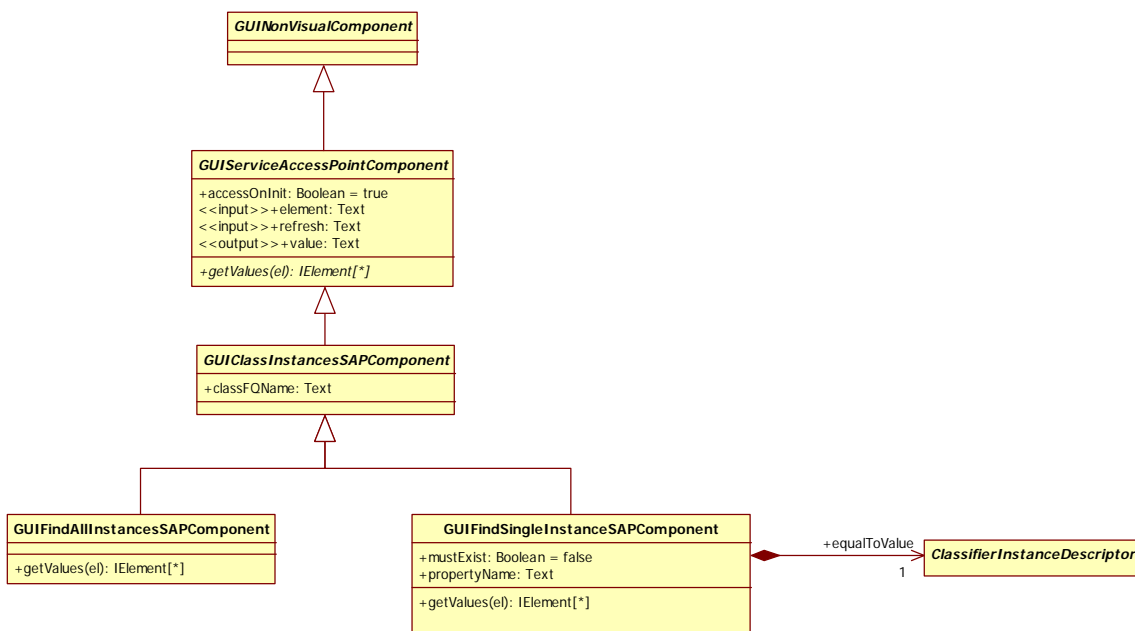 GUINonVisualComponent
GUIServiceAccessPointComponent
+accessOnInit: Boolean = true
<<input>>+element: Text
<<input>>+refresh: Text
<<output>>+value: Text
+getValues(el): IElement[*]
GUIClassInstancesSAPComponent
+classFQName: Text
GUIFindAllInstancesSAPComponent
+getValues(el): IElement[*]
GUIFindSingleInstanceSAPComponent
+mustExist: Boolean = false
+propertyName: Text
+getValues(el): IElement[*]
+equalToValue
1
ClassifierInstanceDescriptor